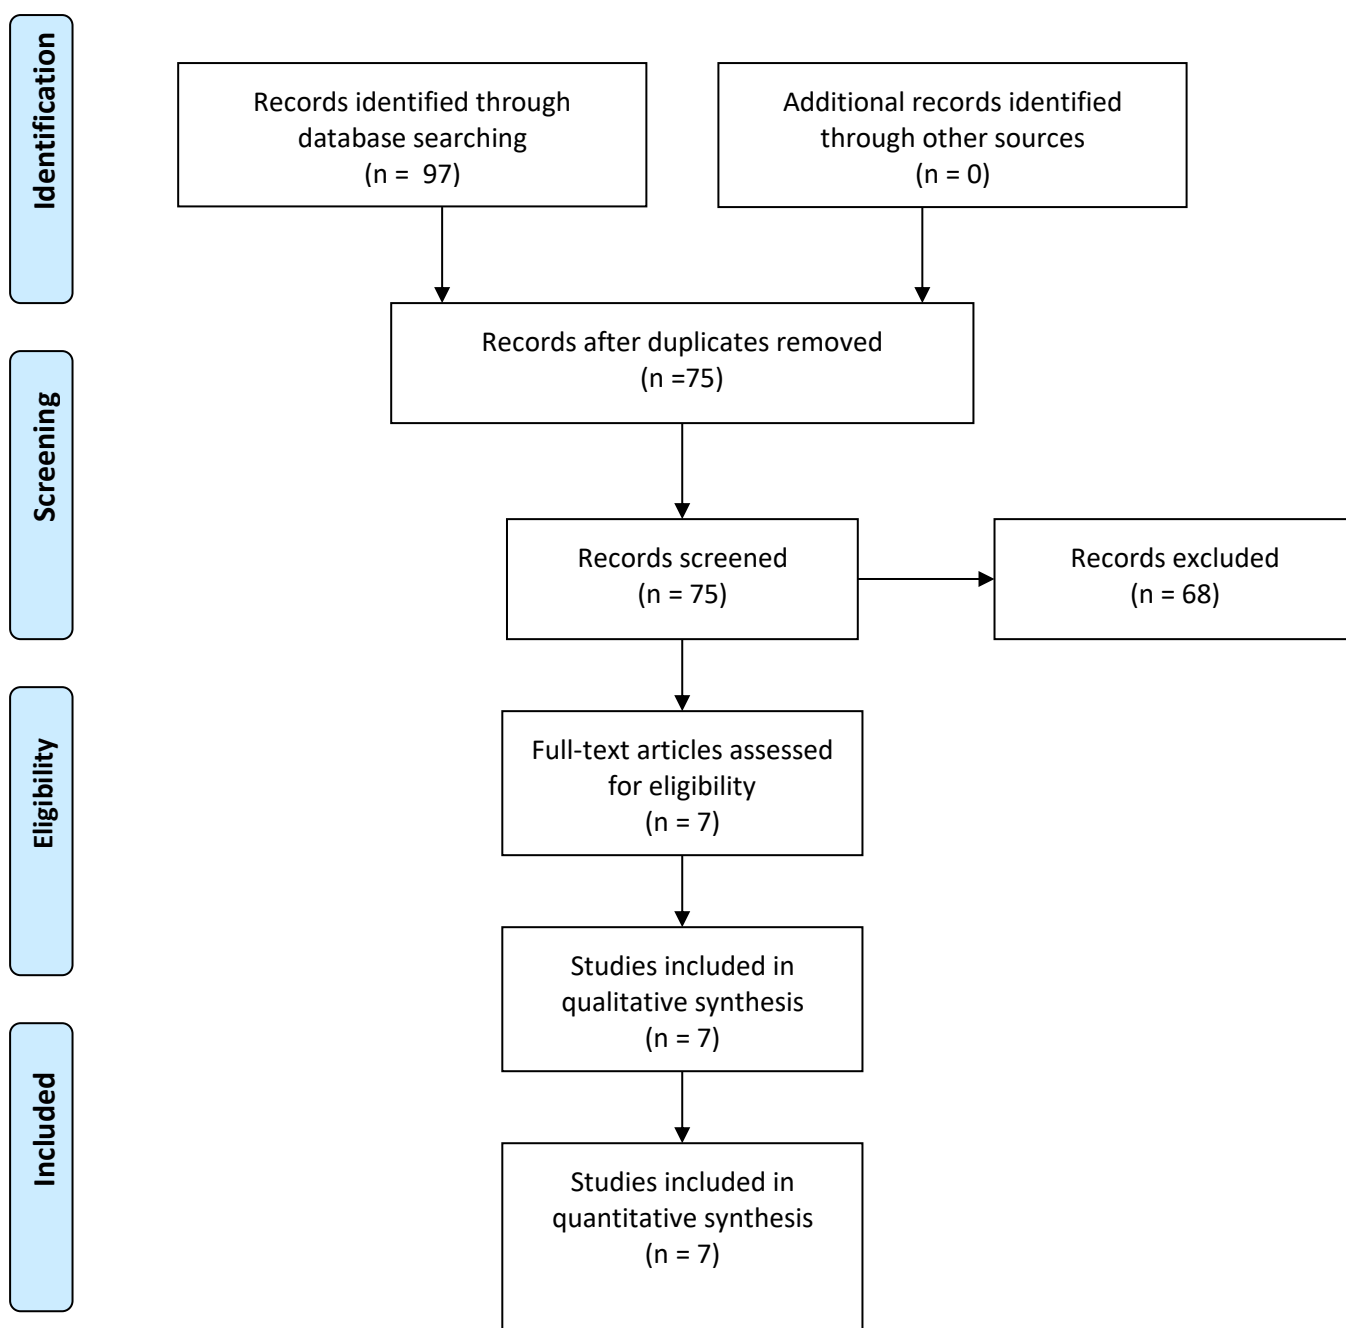 Identification
Records identified through
database searching
(n =  97)
Additional records identified
through other sources
(n = 0)
Records after duplicates removed
(n =75)
Screening
Records screened
(n = 75)
Records excluded
(n = 68)
Eligibility
Full-text articles assessed
for eligibility
(n = 7)
Studies included in
qualitative synthesis
(n = 7)
Included
Studies included in
quantitative synthesis
(n = 7)